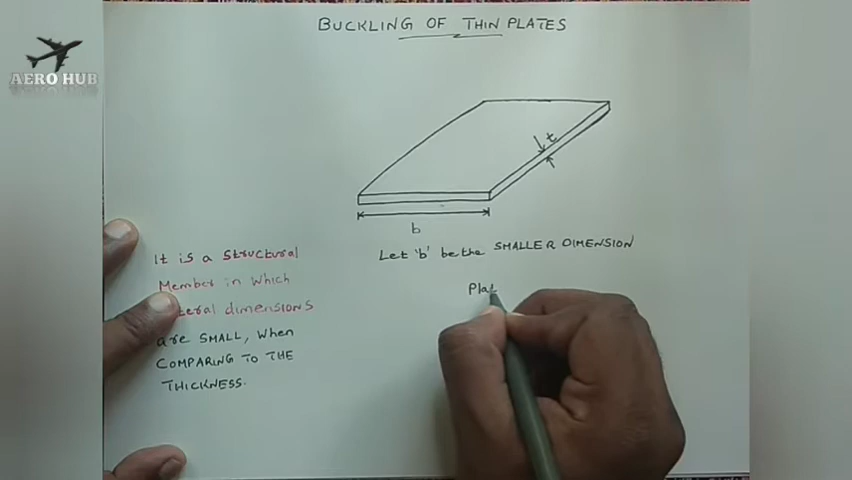 BUCKLING OF THIN PLATES
AERO HUB
t
b
Let 'b' be the SMALLER DIMENSION
It is a structural
Member in which
dimensions
are SMALL, when
COMPARING TO THE
THICKNESS.
Plat